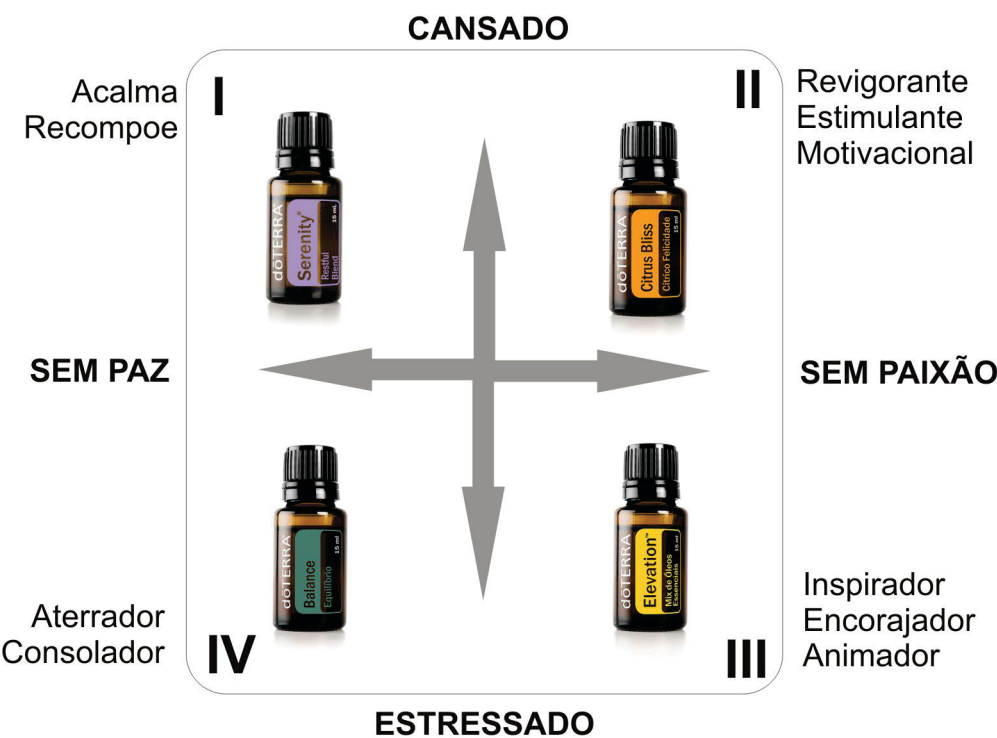 CANSADO
Acalma
Recompoe
I
II
Revigorante
Estimulante
Motivacional
dōTERRA
Serenity®
Restful
Blend
15 mL
dōTERRA
Citrus Bliss
Cítrico Felicidade
15 ml
SEM PAZ
SEM PAIXÃO
dōTERRA
Balance
Equilíbrio
15 ml
dōTERRA
Elevation™
Mix de Óleos
Essenciais
15 ml
Aterrador
Consolador
IV
III
Inspirador
Encorajador
Animador
ESTRESSADO